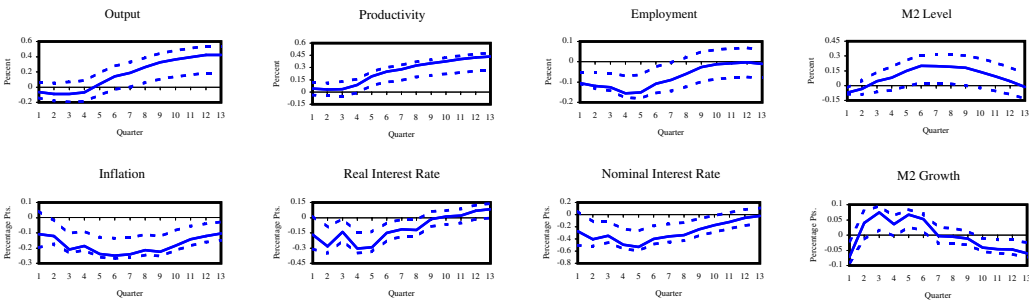 Output
Percent
0.6
0.4
0.2
0
-0.2
1 2 3 4 5 6 7 8 9 10 11 12 13
Quarter
Productivity
Percent
0.6
0.45
0.3
0.15
0
-0.15
1 2 3 4 5 6 7 8 9 10 11 12 13
Quarter
Employment
Percent
0.1
0
-0.1
-0.2
1 2 3 4 5 6 7 8 9 10 11 12 13
Quarter
M2 Level
Percent
0.45
0.3
0.15
0
-0.15
1 2 3 4 5 6 7 8 9 10 11 12 13
Quarter
Inflation
Percentage Pts.
0.1
0
-0.1
-0.2
-0.3
1 2 3 4 5 6 7 8 9 10 11 12 13
Quarter
Real Interest Rate
Percentage Pts.
0.15
0
-0.15
-0.3
-0.45
1 2 3 4 5 6 7 8 9 10 11 12 13
Quarter
Nominal Interest Rate
Percentage Pts.
0.2
0
-0.2
-0.4
-0.6
-0.8
1 2 3 4 5 6 7 8 9 10 11 12 13
Quarter
M2 Growth
Percentage Pts.
0.1
0.05
0
-0.05
-0.1
1 2 3 4 5 6 7 8 9 10 11 12 13
Quarter